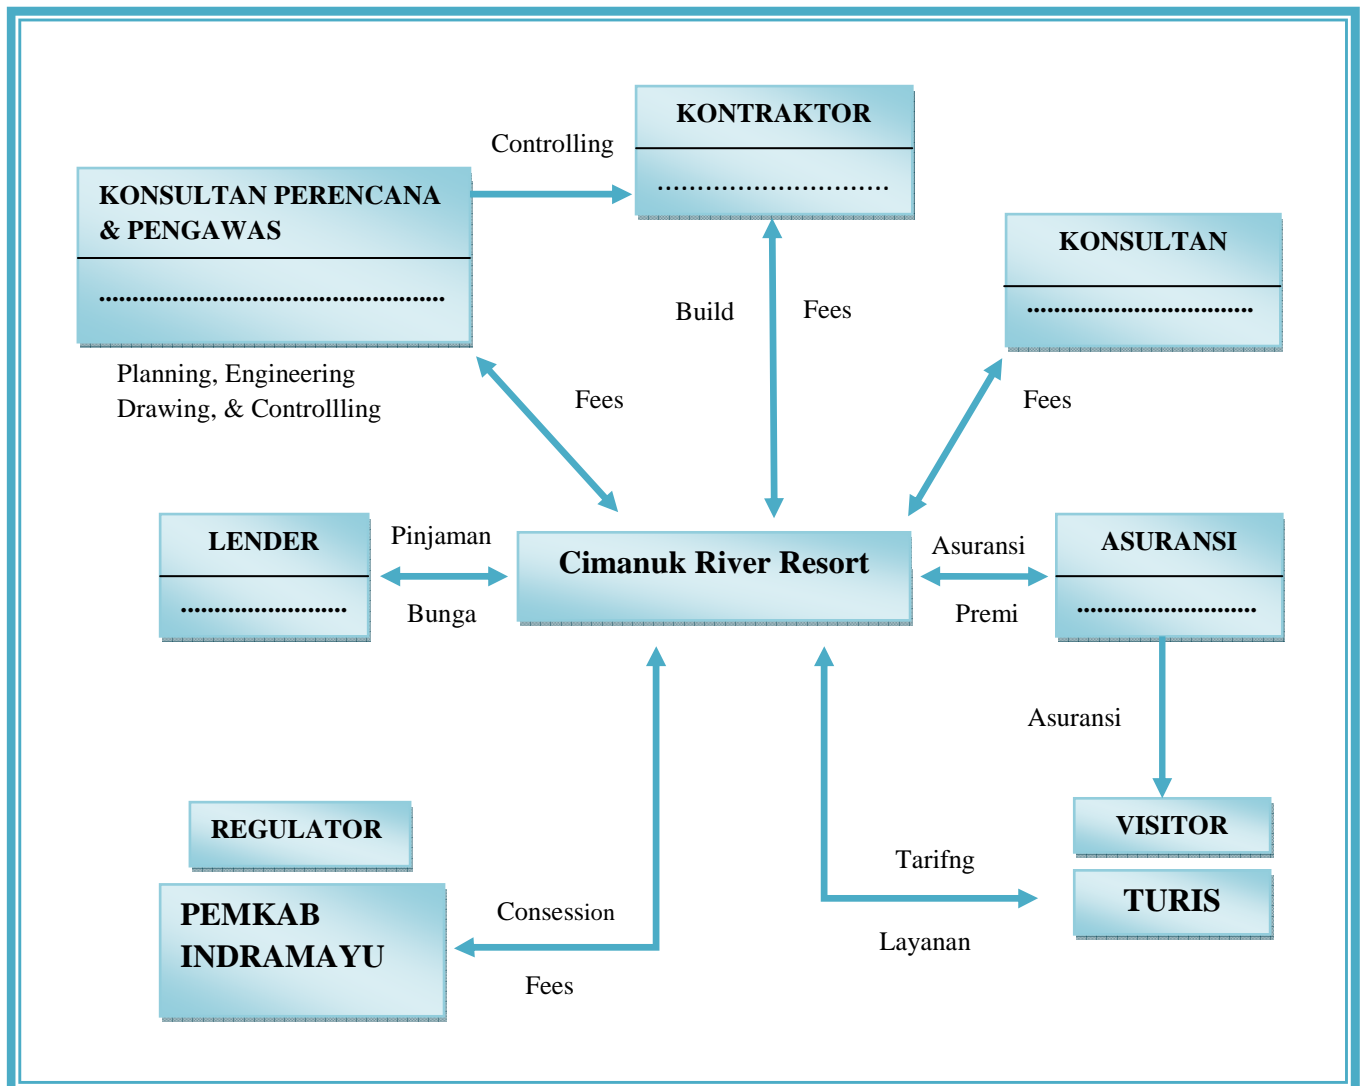 KONTRAKTOR
............................
Controlling
KONSULTAN PERENCANA
& PENGAWAS
....................................................
Planning, Engineering
Drawing, & Controllling
KONSULTAN
..................................
Build
Fees
Fees
Fees
LENDER
.........................
Pinjaman
Bunga
Cimanuk River Resort
Asuransi
Premi
ASURANSI
...........................
Asuransi
REGULATOR
PEMKAB
INDRAMAYU
Consession
Fees
Tarifng
Layanan
VISITOR
TURIS